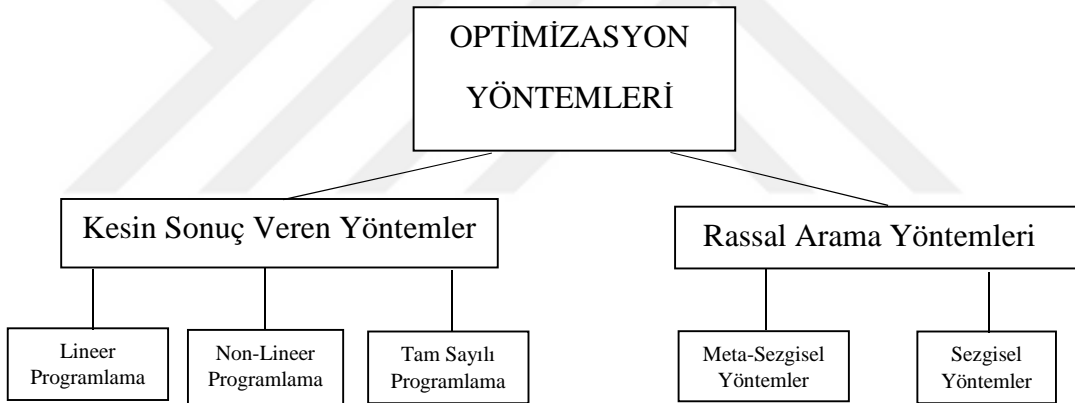 OPTİMİZASYON
YÖNTEMLERİ
Kesin Sonuç Veren Yöntemler
Rassal Arama Yöntemleri
Lineer
Programlama
Non-Lineer
Programlama
Tam Sayılı
Programlama
Meta-Sezgisel
Yöntemler
Sezgisel
Yöntemler